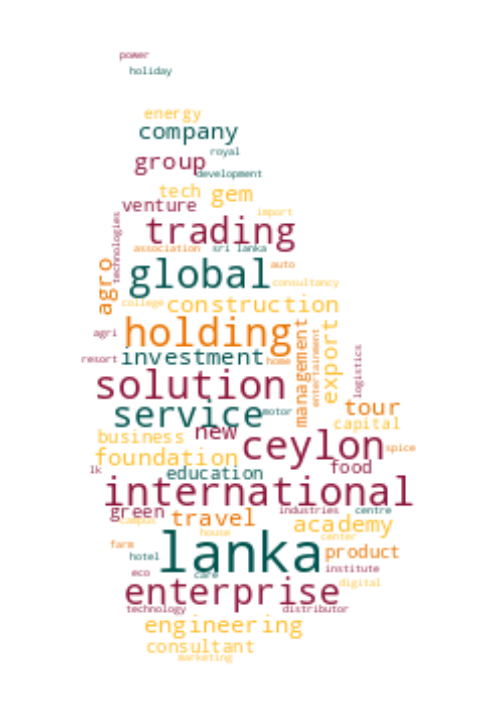 power
holiday
energy
company
royal
group
development
tech gem
venture
import
technologies
trading
association sri lanka
auto
global
consultancy
agro
college construction
holding
agri
management
entertainment
export
logistics
resort investment home
solution
service motor
tour
new
capital
business
ceylon spice
foundation
food
lk
education
international
green
industries centre
campus travel
academy
house
center
lanka
farm
product
hotel
institute
eco
care
digital
enterprise
technology
distributor
engineering
consultant
marketing